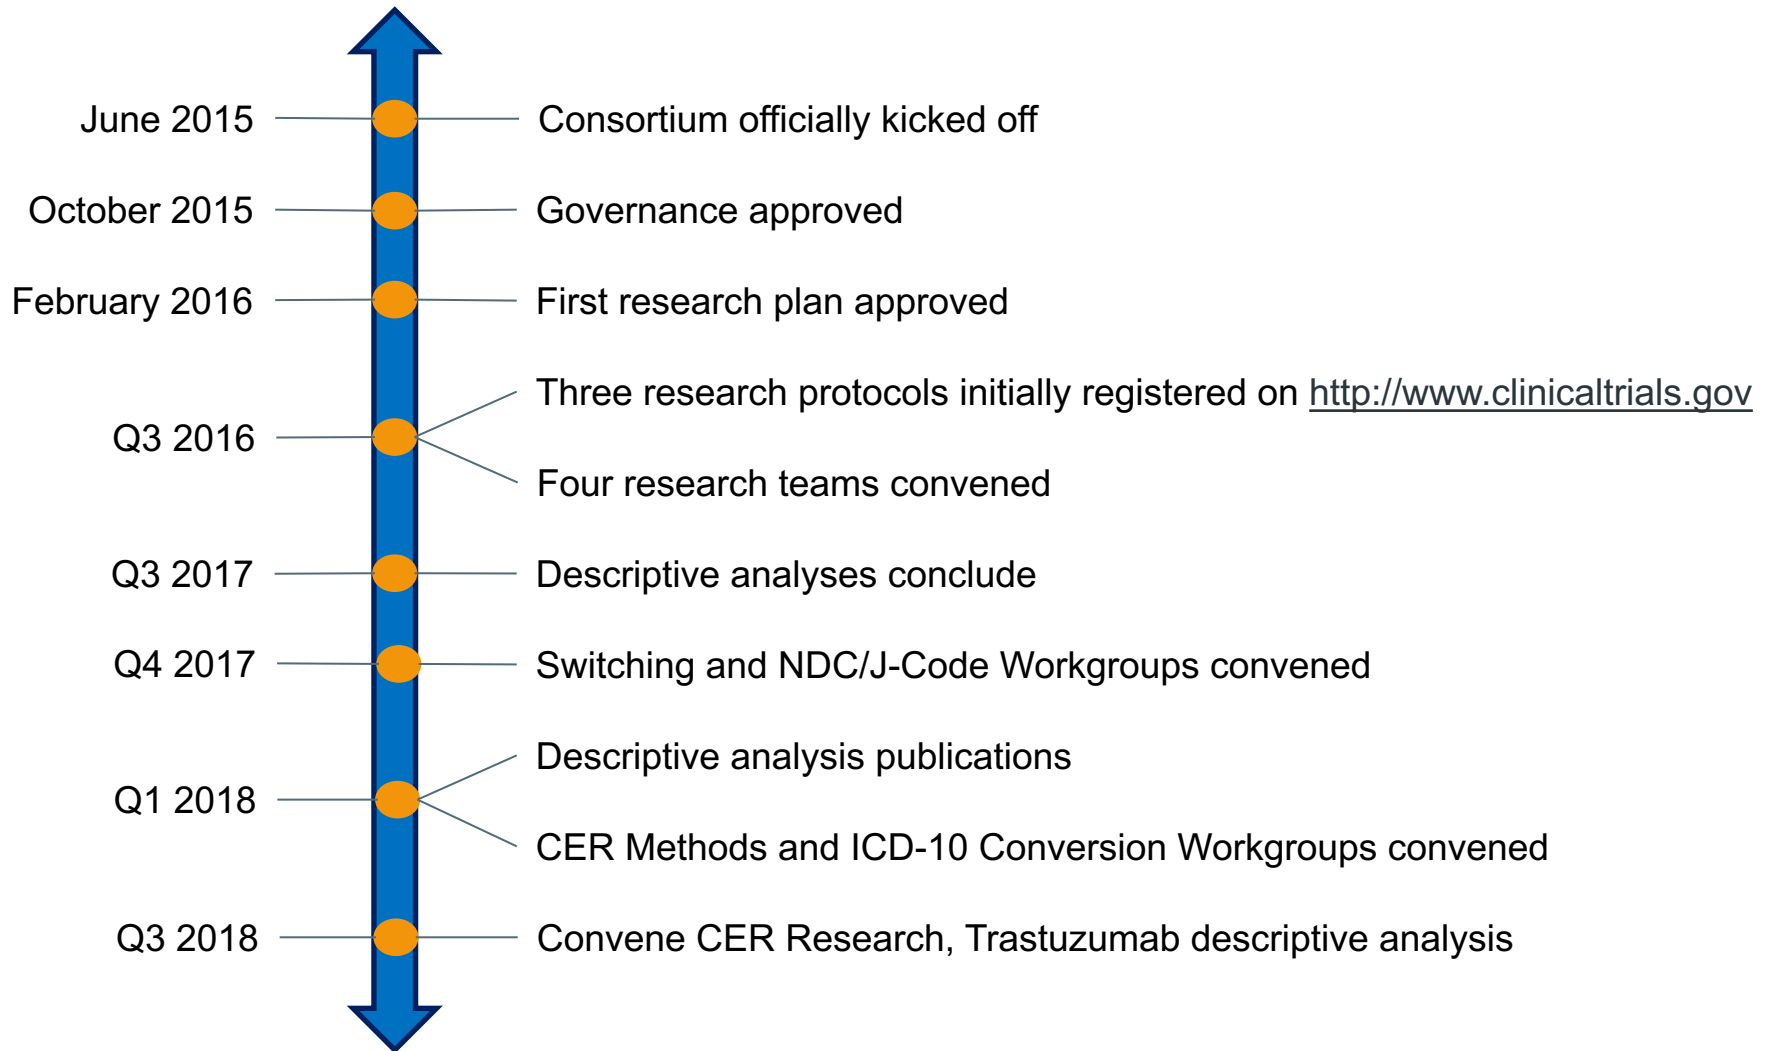 June 2015
Consortium officially kicked off
October 2015
Governance approved
February 2016
First research plan approved
Q3 2016
Three research protocols initially registered on http://www.clinicaltrials.gov
Four research teams convened
Q3 2017
Descriptive analyses conclude
Q4 2017
Switching and NDC/J-Code Workgroups convened
Q1 2018
Descriptive analysis publications
CER Methods and ICD-10 Conversion Workgroups convened
Q3 2018
Convene CER Research, Trastuzumab descriptive analysis